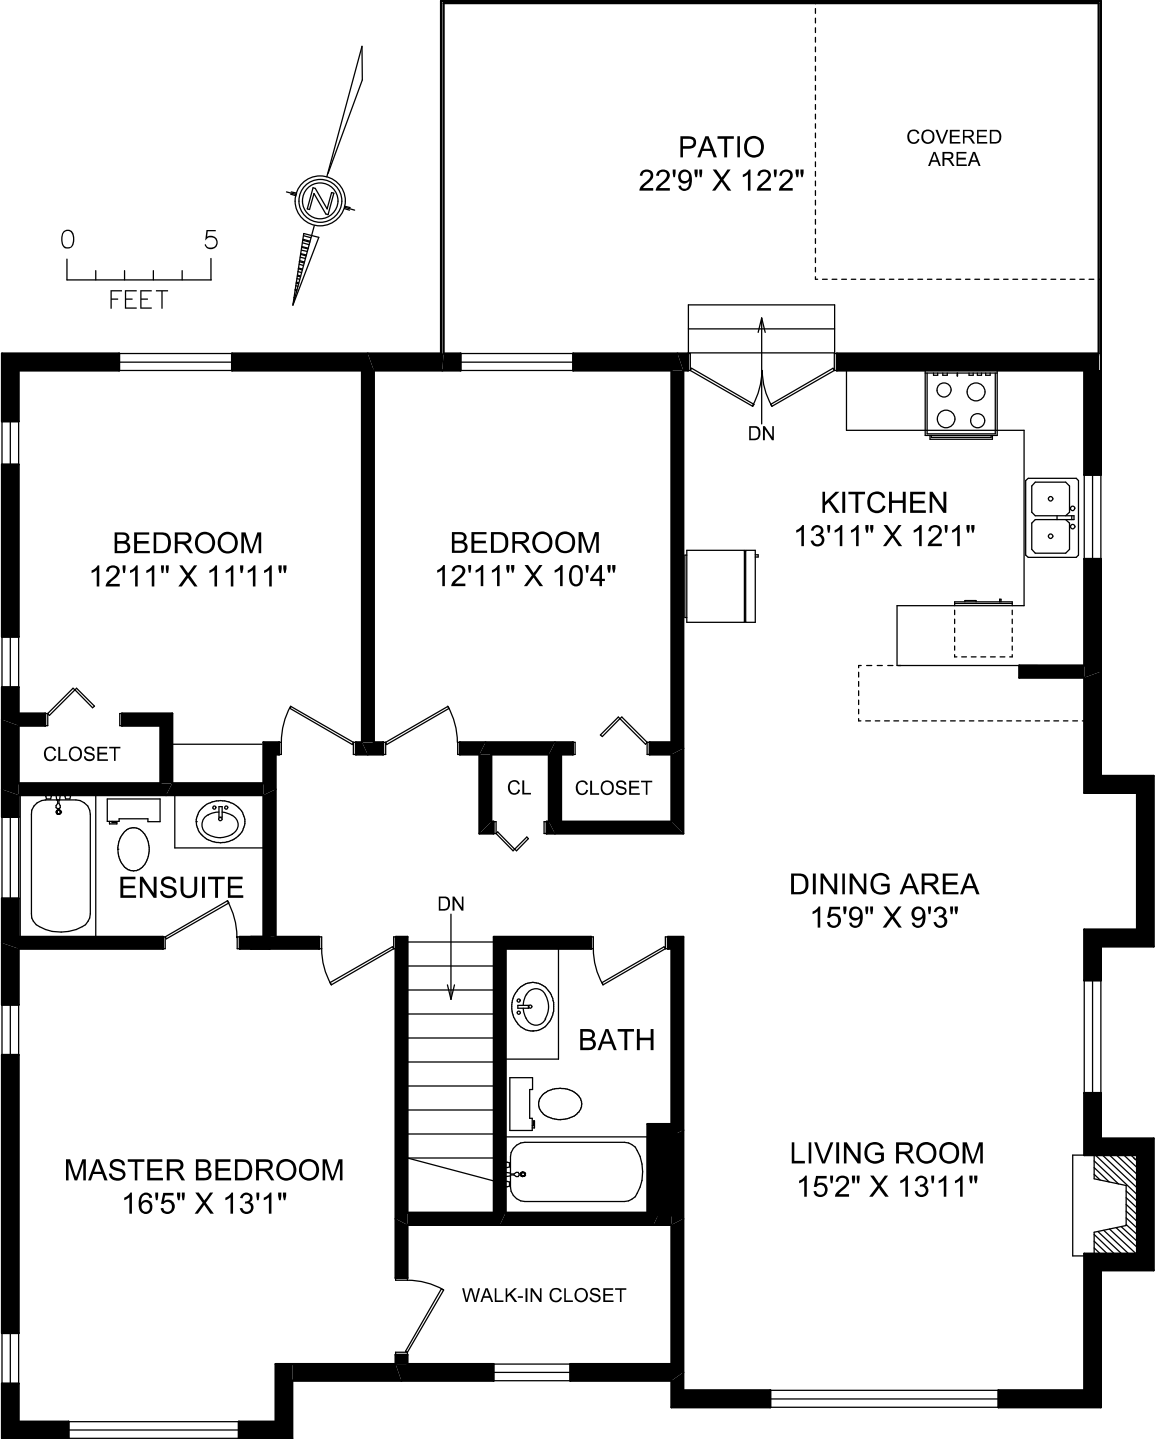 PATIO
22'9" X 12'2"
COVERED
AREA
N
0 5
FEET
DN
KITCHEN
13'11" X 12'1"
BEDROOM
12'11" X 11'11"
BEDROOM
12'11" X 10'4"
CLOSET
CL
CLOSET
ENSUITE
DN
DINING AREA
15'9" X 9'3"
BATH
MASTER BEDROOM
16'5" X 13'1"
LIVING ROOM
15'2" X 13'11"
WALK-IN CLOSET